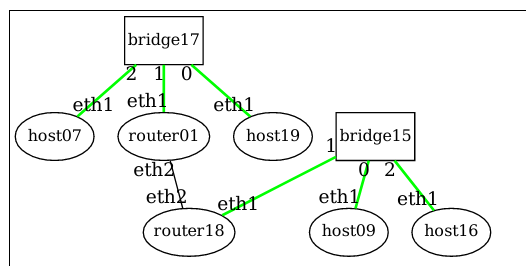 bridge17
2 1 0
eth1 eth1 eth1
host07 router01 host19 1 bridge15
eth2 0 2
eth2 eth1 eth1 eth1
router18 host09 host16